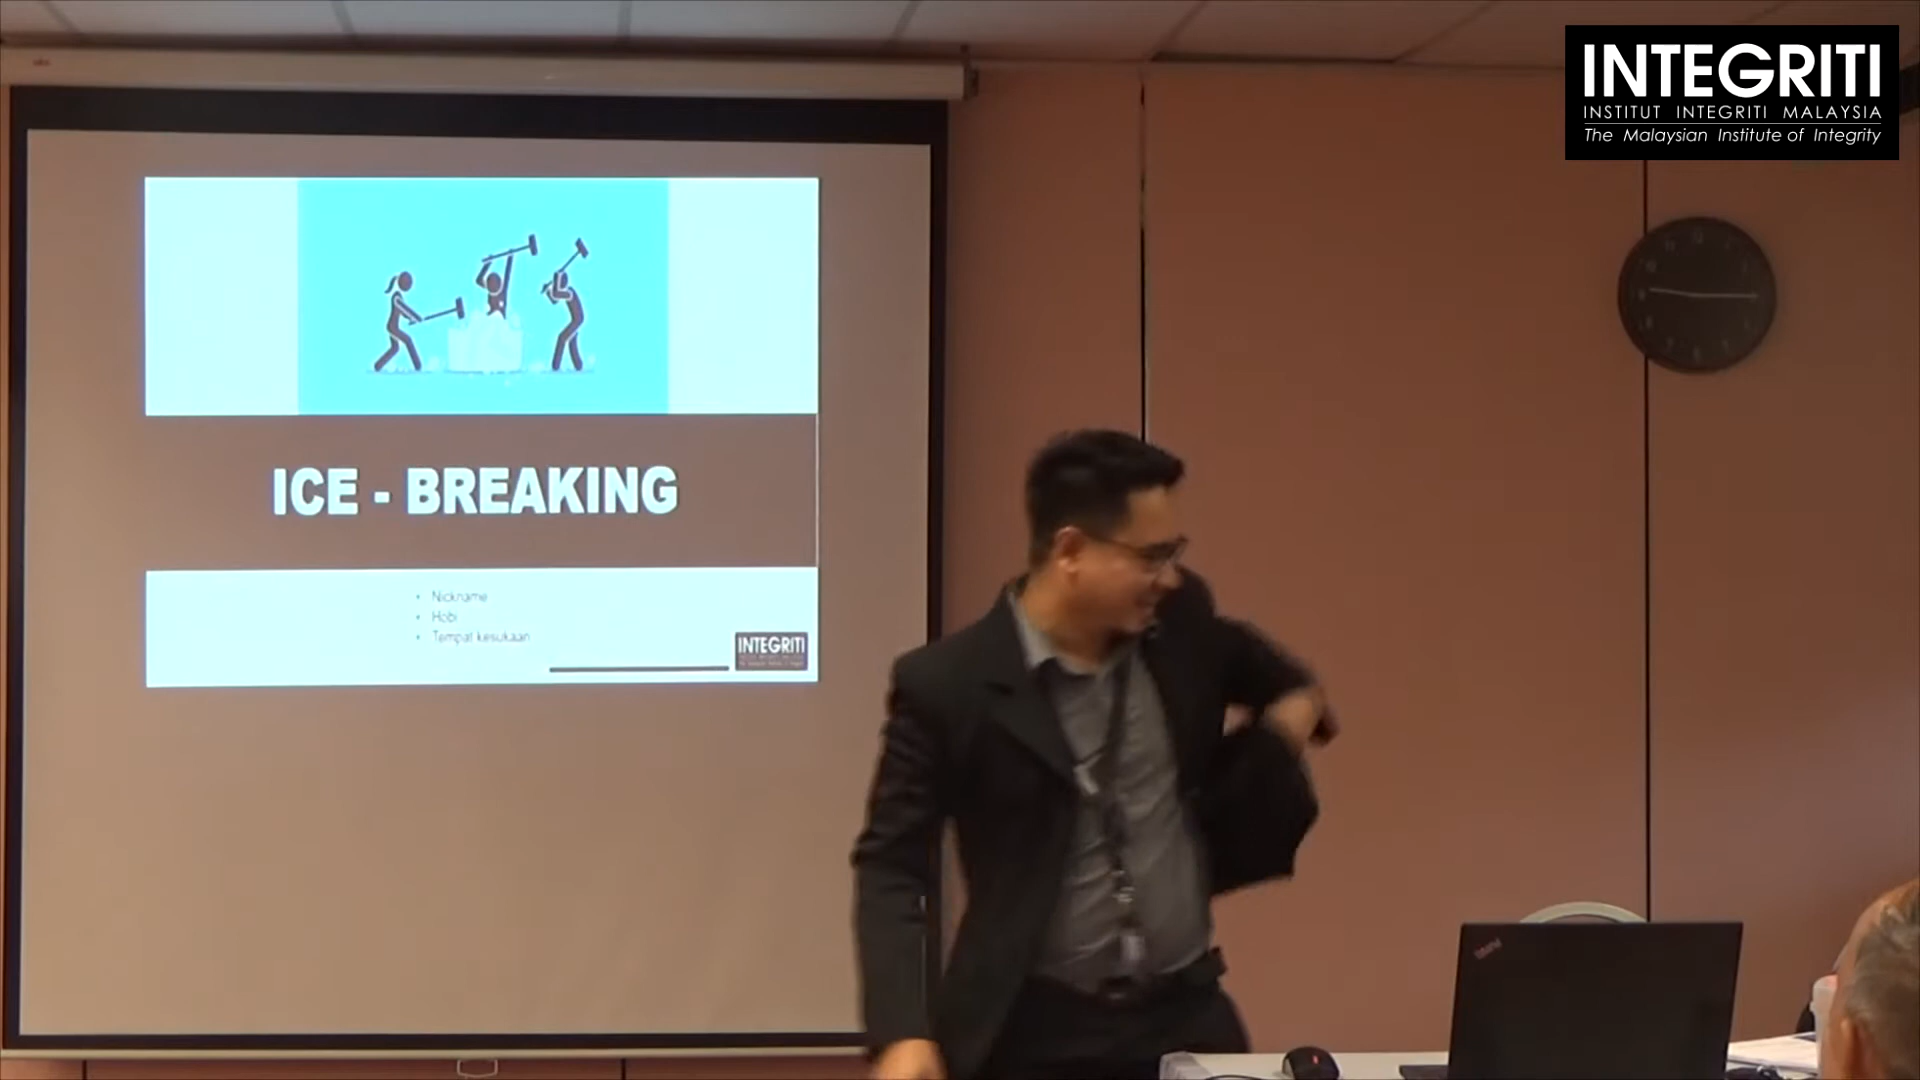 INTEGRITI
INSTITUT INTEGRITI MALAYSIA
The Malaysian Institute of Integrity
ICE - BREAKING
• Nickname
• Hobi
• Tempat kesukaan
INTEGRITI